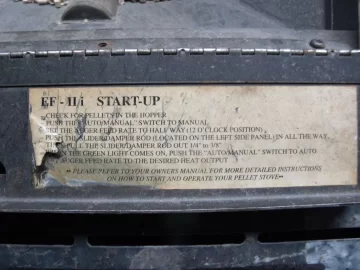 EF - II/i START-UP
CHECK FOR PELLETS IN THE HOPPER
PUSH THE "AUTO/MANUAL" SWITCH TO MANUAL
SET THE AUGER FEED RATE TO HALF WAY (12 O'CLOCK POSITION)
PUSH THE SLIDER/DAMPER ROD (LOCATED ON THE LEFT SIDE PANEL) IN ALL THE WAY
PULL THE SLIDER/DAMPER ROD OUT 1/4" to 3/8"
THE GREEN LIGHT COMES ON, PUSH THE "AUTO/MANUAL" SWITCH TO AUTO
AUGER FEED RATE TO THE DESIRED HEAT OUTPUT
** PLEASE REFER TO YOUR OWNERS MANUAL FOR MORE DETAILED INSTRUCTIONS
ON HOW TO START AND OPERATE YOUR PELLET STOVE**